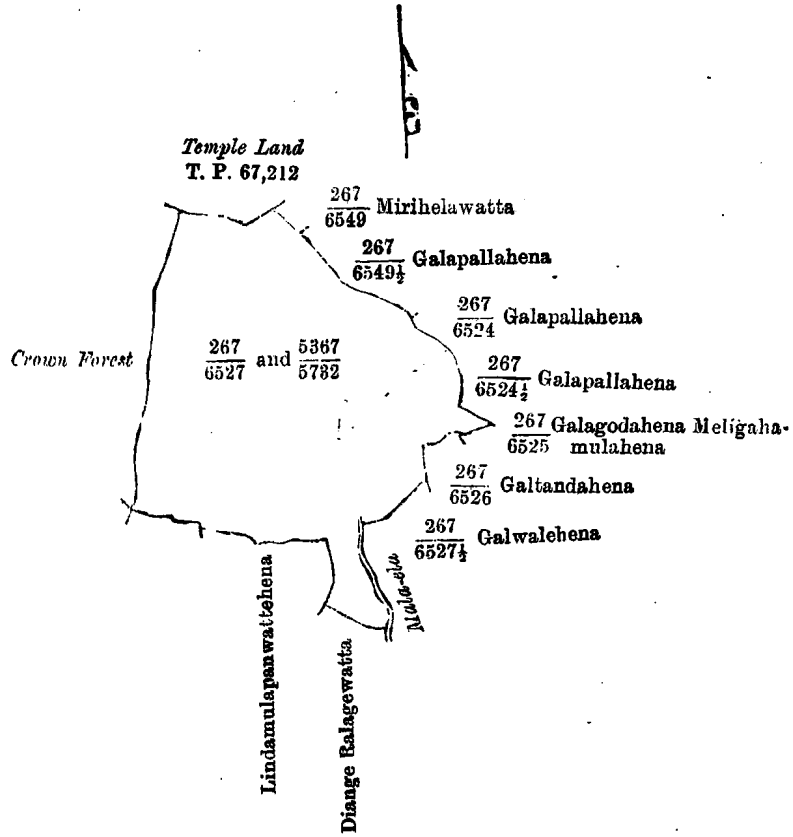 Temple Land
T. P. 67,212
267/6549 Mirihelawatta
267/6549½ Galapallahena
267/6524 Galapallahena
Crown Forest
267/6527 and 5367/5732
267/6524½ Galapallahena
267/6525 Galagodahena Meligaha-
mulahena
267/6526 Galtandahena
267/6527½ Galwalehena
Mala-ela
Lindamulapanwattehena
Diange Ralagewatta